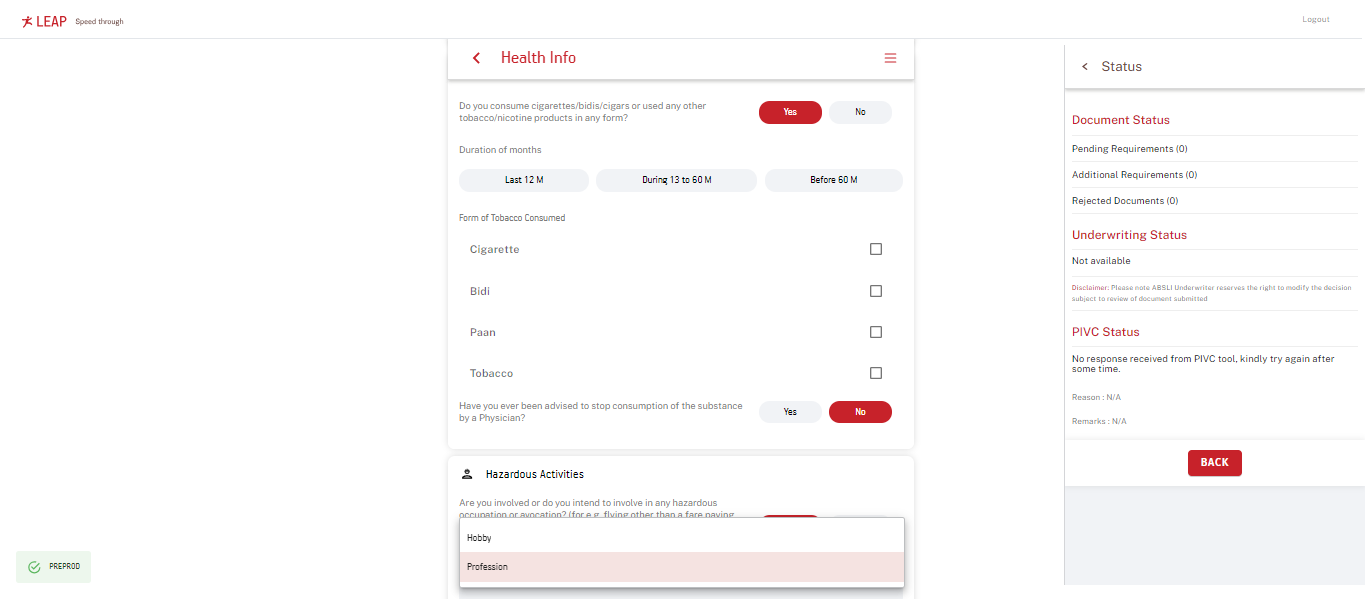 LEAP Speed through
Logout
Health Info
Do you consume cigarettes/bidis/cigars or used any other
tobacco/nicotine products in any form?
Yes
No
Duration of months
Last 12 M
During 13 to 60 M
Before 60 M
Form of Tobacco Consumed
Cigarette
Bidi
Paan
Tobacco
Have you ever been advised to stop consumption of the substance
by a Physician?
Yes
No
Hazardous Activities
Are you involved or do you intend to involve in any hazardous
occupation or avocation? (for e.g. flying other than a fare paying
Hobby
Profession
PREPROD
Status
Document Status
Pending Requirements (0)
Additional Requirements (0)
Rejected Documents (0)
Underwriting Status
Not available
Disclaimer: Please note ABSLI Underwriter reserves the right to modify the decision
subject to review of document submitted
PIVC Status
No response received from PIVC tool, kindly try again after
some time.
Reason : N/A
Remarks : N/A
BACK